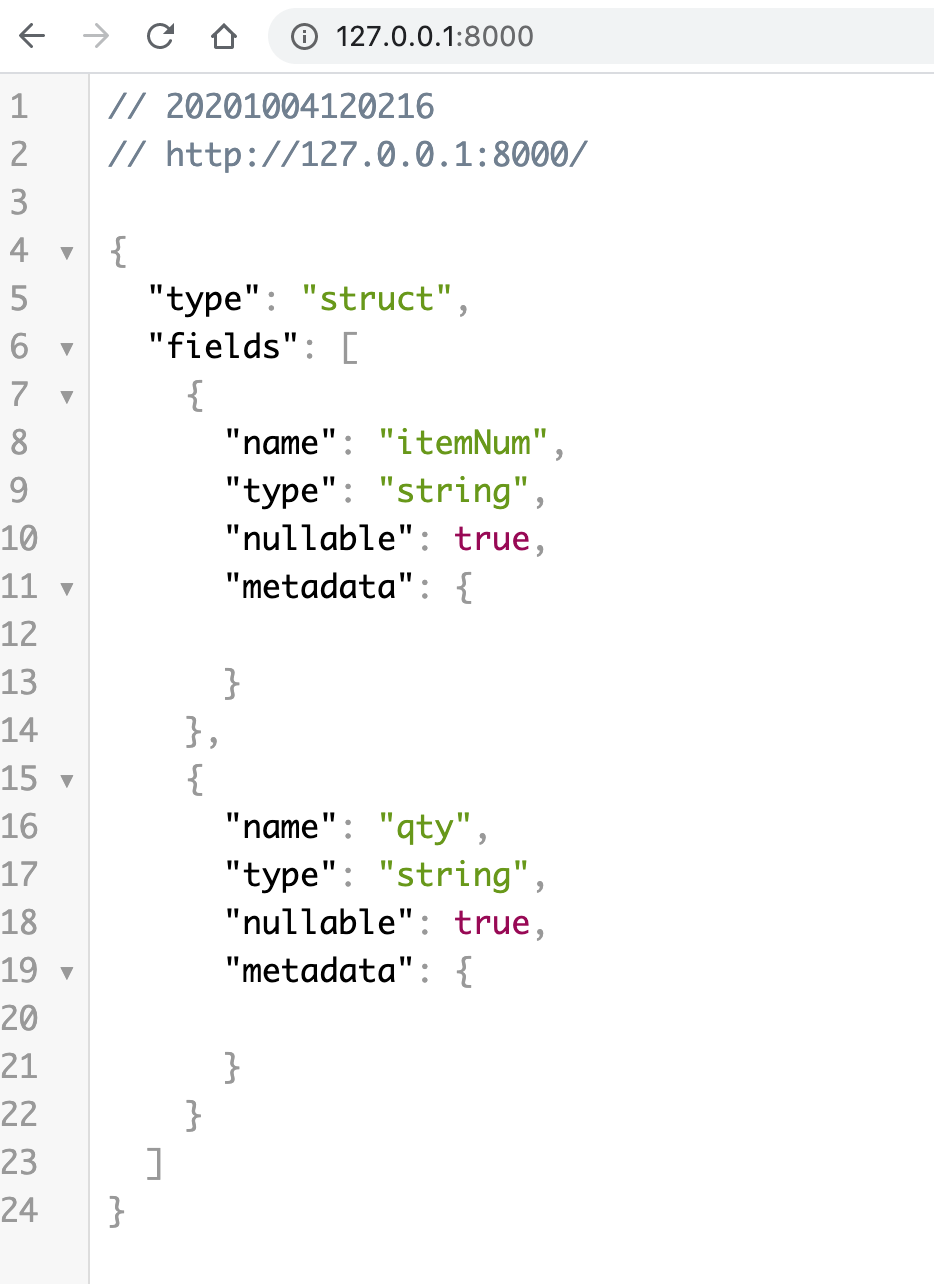 127.0.0.1:8000
1 // 20201004120216
2 // http://127.0.0.1:8000/
3
4 {
5   "type": "struct",
6   "fields": [
7     {
8       "name": "itemNum",
9       "type": "string",
10       "nullable": true,
11       "metadata": {
12
13       }
14     },
15     {
16       "name": "qty",
17       "type": "string",
18       "nullable": true,
19       "metadata": {
20
21       }
22     }
23   ]
24 }